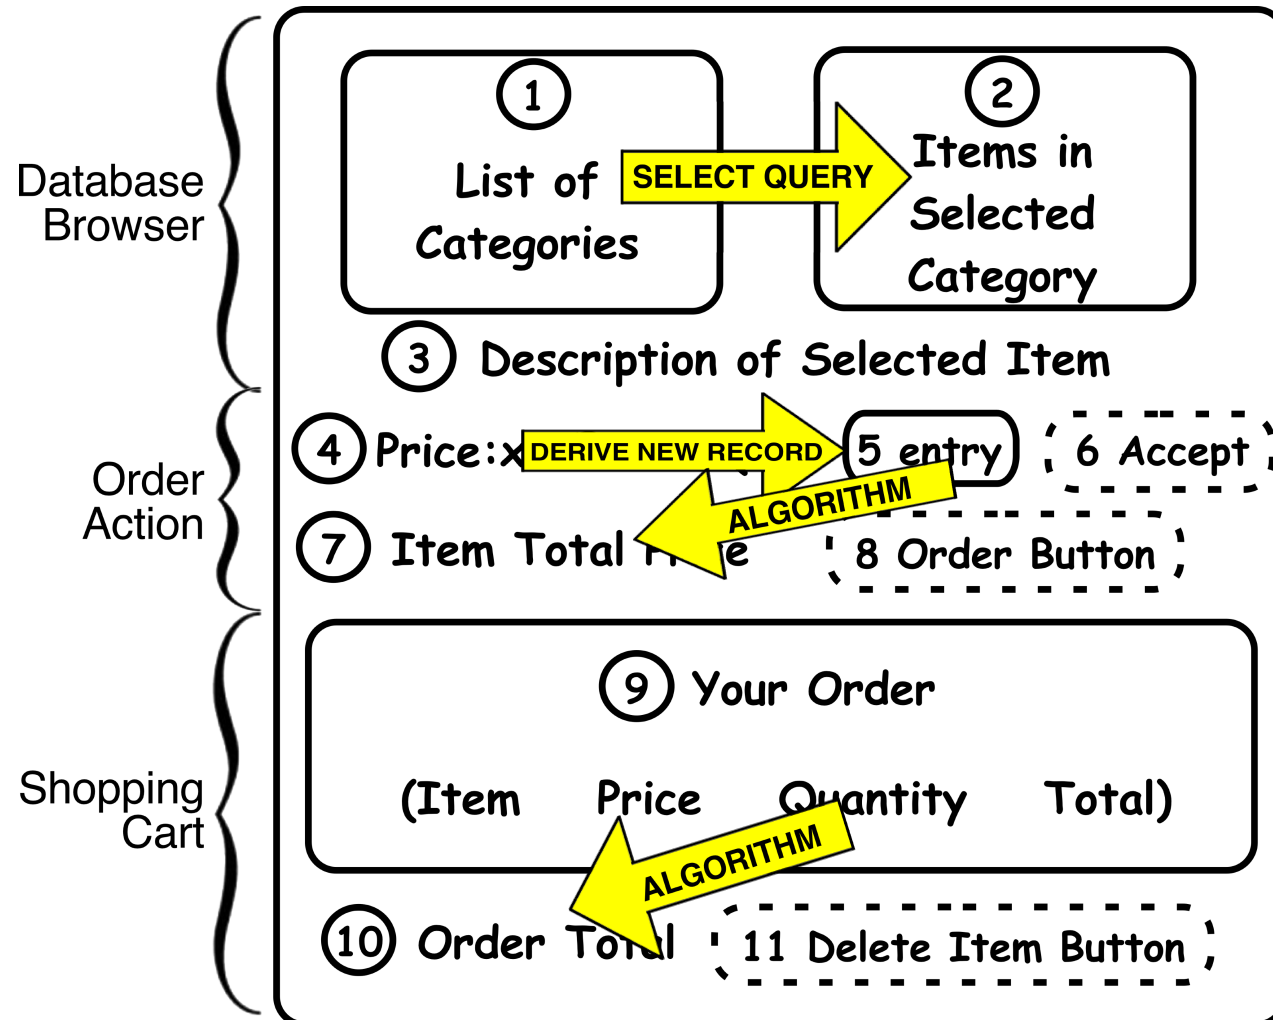 Database
Browser
1
List of
Categories
SELECT QUERY
2
Items in
Selected
Category
3 Description of Selected Item
Order
Action
4 Price:x
DERIVE NEW RECORD
5 entry
6 Accept
ALGORITHM
7 Item Total
8 Order Button
Shopping
Cart
9 Your Order
(Item Price Quantity Total)
ALGORITHM
10 Order Total
11 Delete Item Button